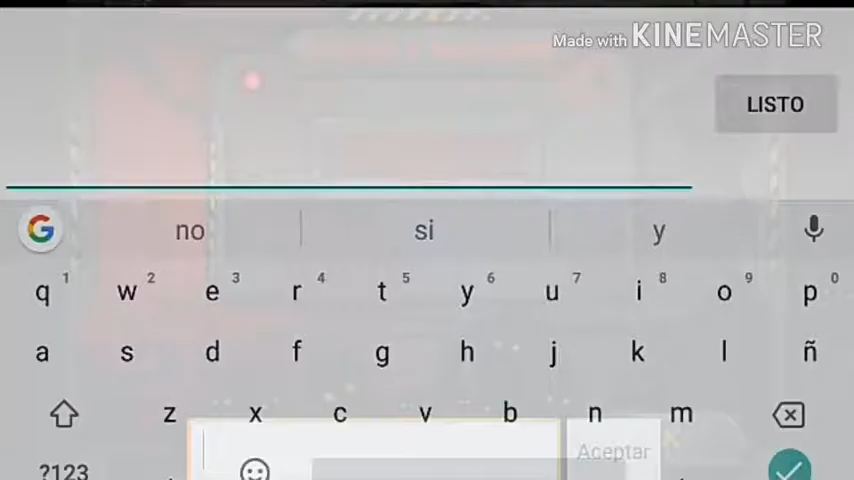 Made with KINEMASTER
LISTO
G no si y
q 1 w 2 e 3 r 4 t 5 y 6 u 7 i 8 o 9 p 0
a s d f g h j k l ñ
z x c v b n m
Aceptar
?123 , .